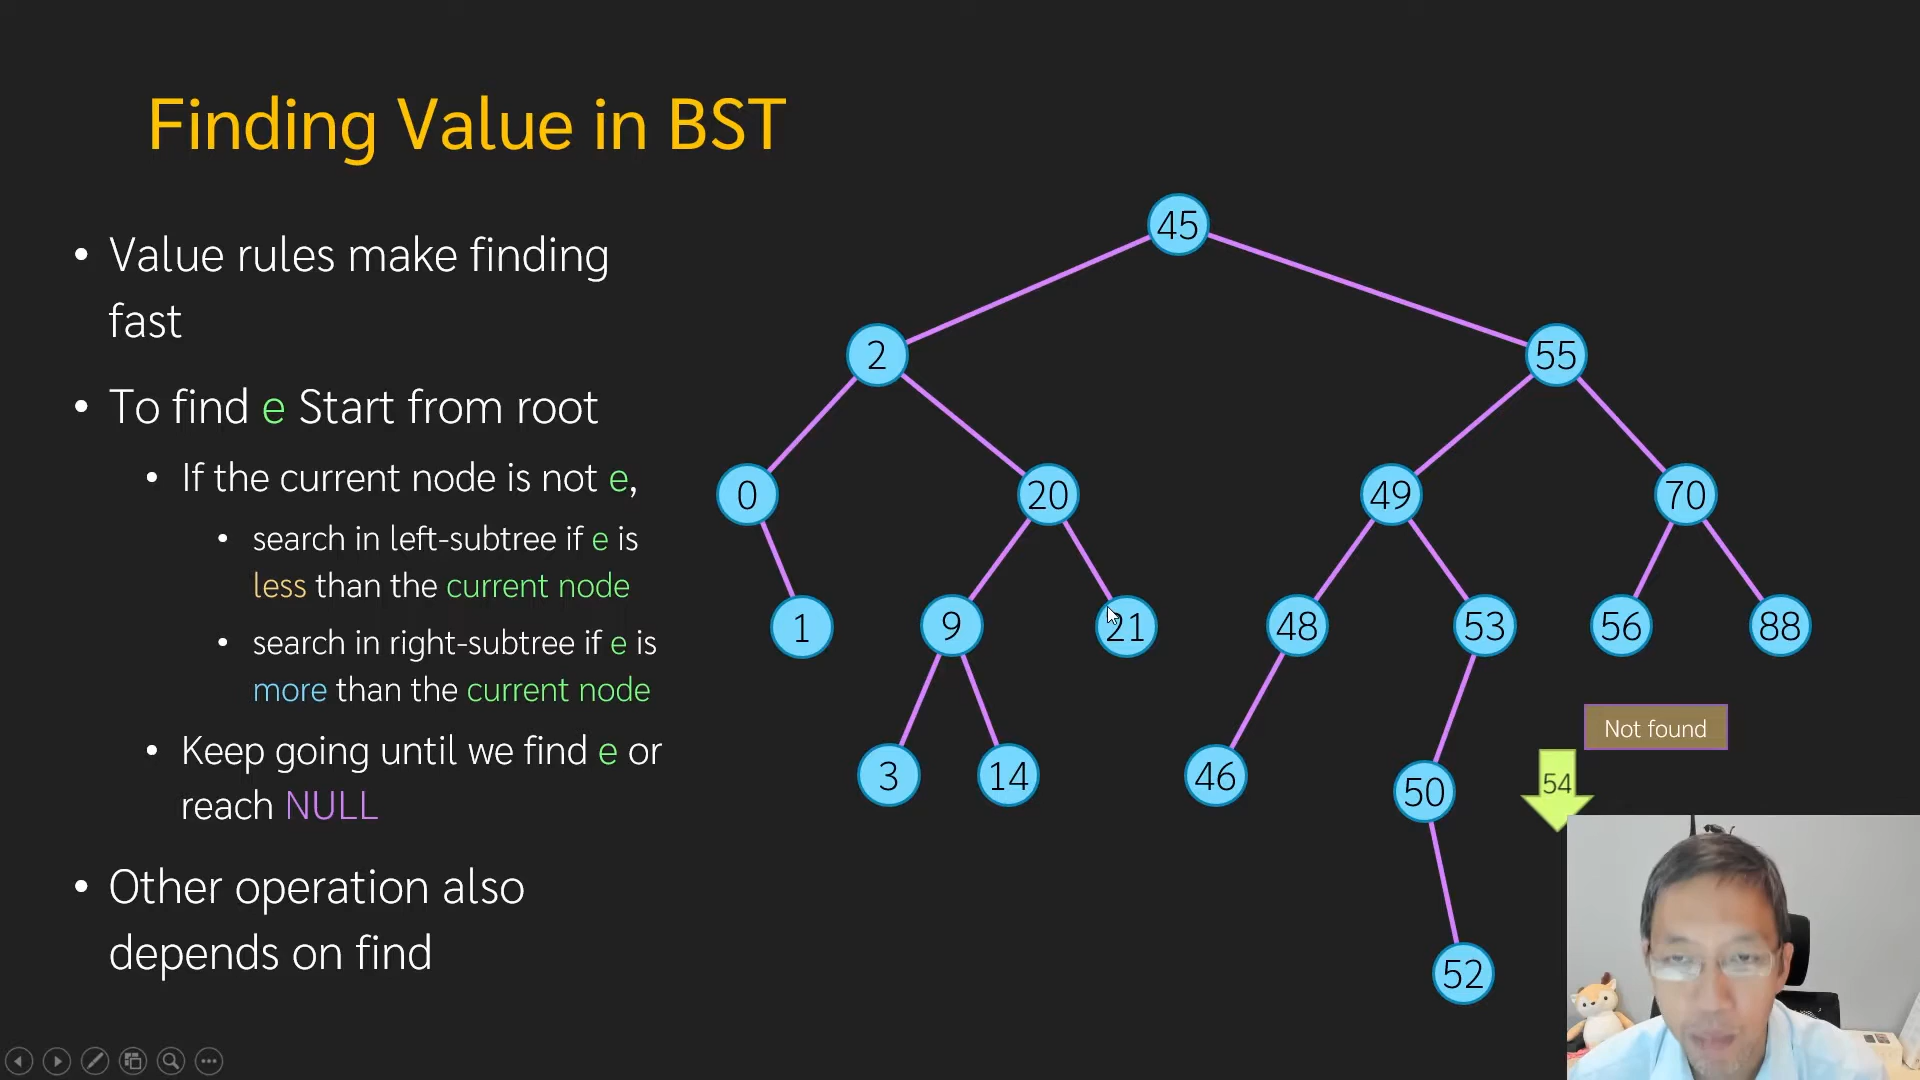 Finding Value in BST
• Value rules make finding
fast
• To find e Start from root
• If the current node is not e,
• search in left-subtree if e is
less than the current node
• search in right-subtree if e is
more than the current node
• Keep going until we find e or
reach NULL
• Other operation also
depends on find
45
2
55
0
20
49
70
1
9
21
48
53
56
88
Not found
3
14
46
50
54
52